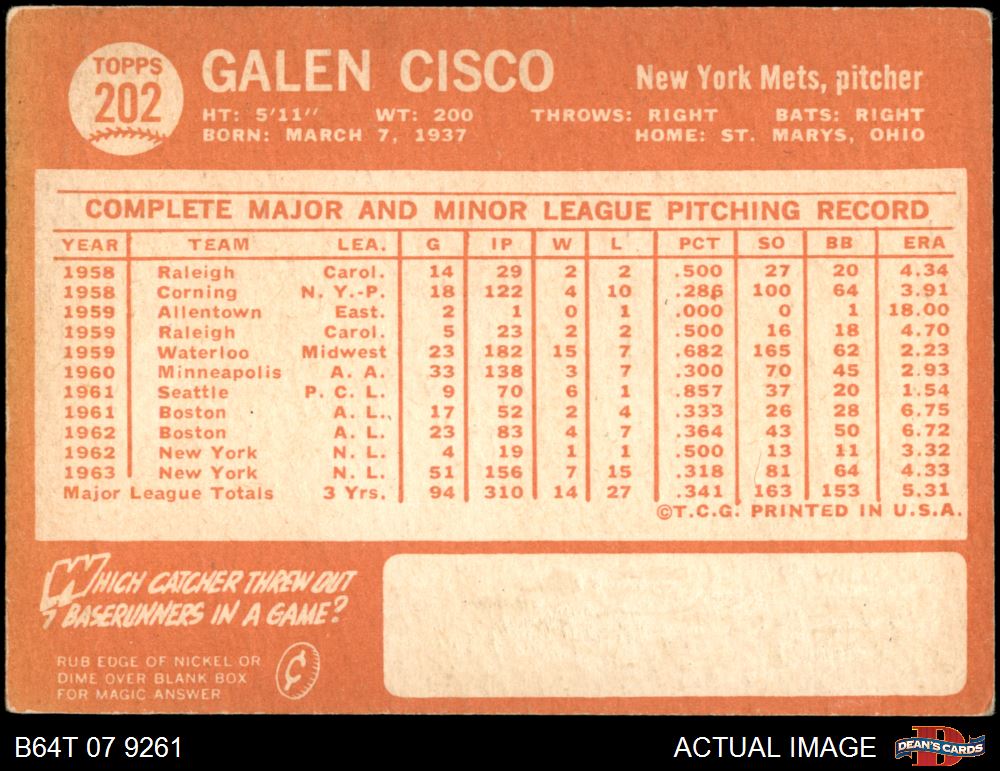 TOPPS
202
GALEN CISCO
New York Mets, pitcher
HT: 5'11" WT: 200 THROWS: RIGHT BATS: RIGHT
BORN: MARCH 7, 1937 HOME: ST. MARYS, OHIO
COMPLETE MAJOR AND MINOR LEAGUE PITCHING RECORD
YEAR TEAM LEA. G IP W L PCT SO BB ERA
1958 Raleigh Carol. 14 29 2 2 .500 27 20 4.34
1958 Corning N. Y.-P. 18 122 4 10 .286 100 64 3.91
1959 Allentown East. 2 1 0 1 .000 0 1 18.00
1959 Raleigh Carol. 5 23 2 2 .500 16 18 4.70
1959 Waterloo Midwest 23 182 15 7 .682 165 62 2.23
1960 Minneapolis A. A. 33 138 3 7 .300 70 45 2.93
1961 Seattle P. C. L. 9 70 6 1 .857 37 20 1.54
1961 Boston A. L. 17 52 2 4 .333 26 28 6.75
1962 Boston A. L. 23 83 4 7 .364 43 50 6.72
1962 New York N. L. 4 19 1 1 .500 13 11 3.32
1963 New York N. L. 51 156 7 15 .318 81 64 4.33
Major League Totals 3 Yrs. 94 310 14 27 .341 163 153 5.31
©T.C.G. PRINTED IN U.S.A.
WHICH CATCHER THREW OUT
7 BASERUNNERS IN A GAME?
RUB EDGE OF NICKEL OR
DIME OVER BLANK BOX
FOR MAGIC ANSWER
¢
B64T 07 9261
ACTUAL IMAGE
DEAN'S CARDS